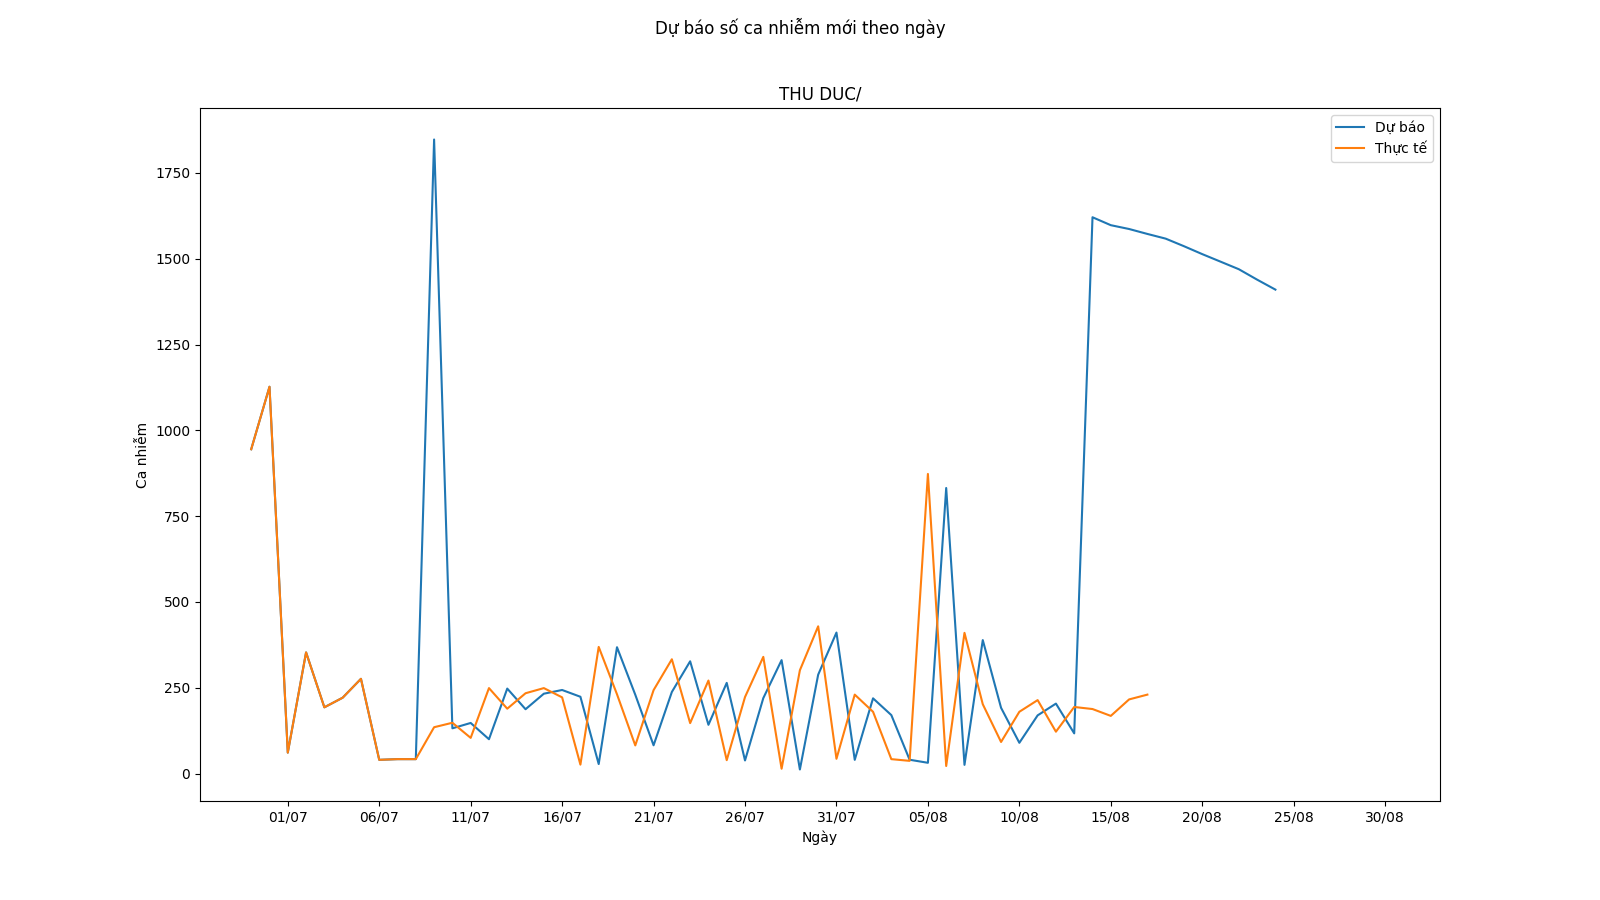 Dự báo số ca nhiễm mới theo ngày
THU DUC/
Dự báo
Thực tế
1750
1500
1250
1000
750
500
250
0
Ca nhiễm
01/07 06/07 11/07 16/07 21/07 26/07 31/07 05/08 10/08 15/08 20/08 25/08 30/08
Ngày